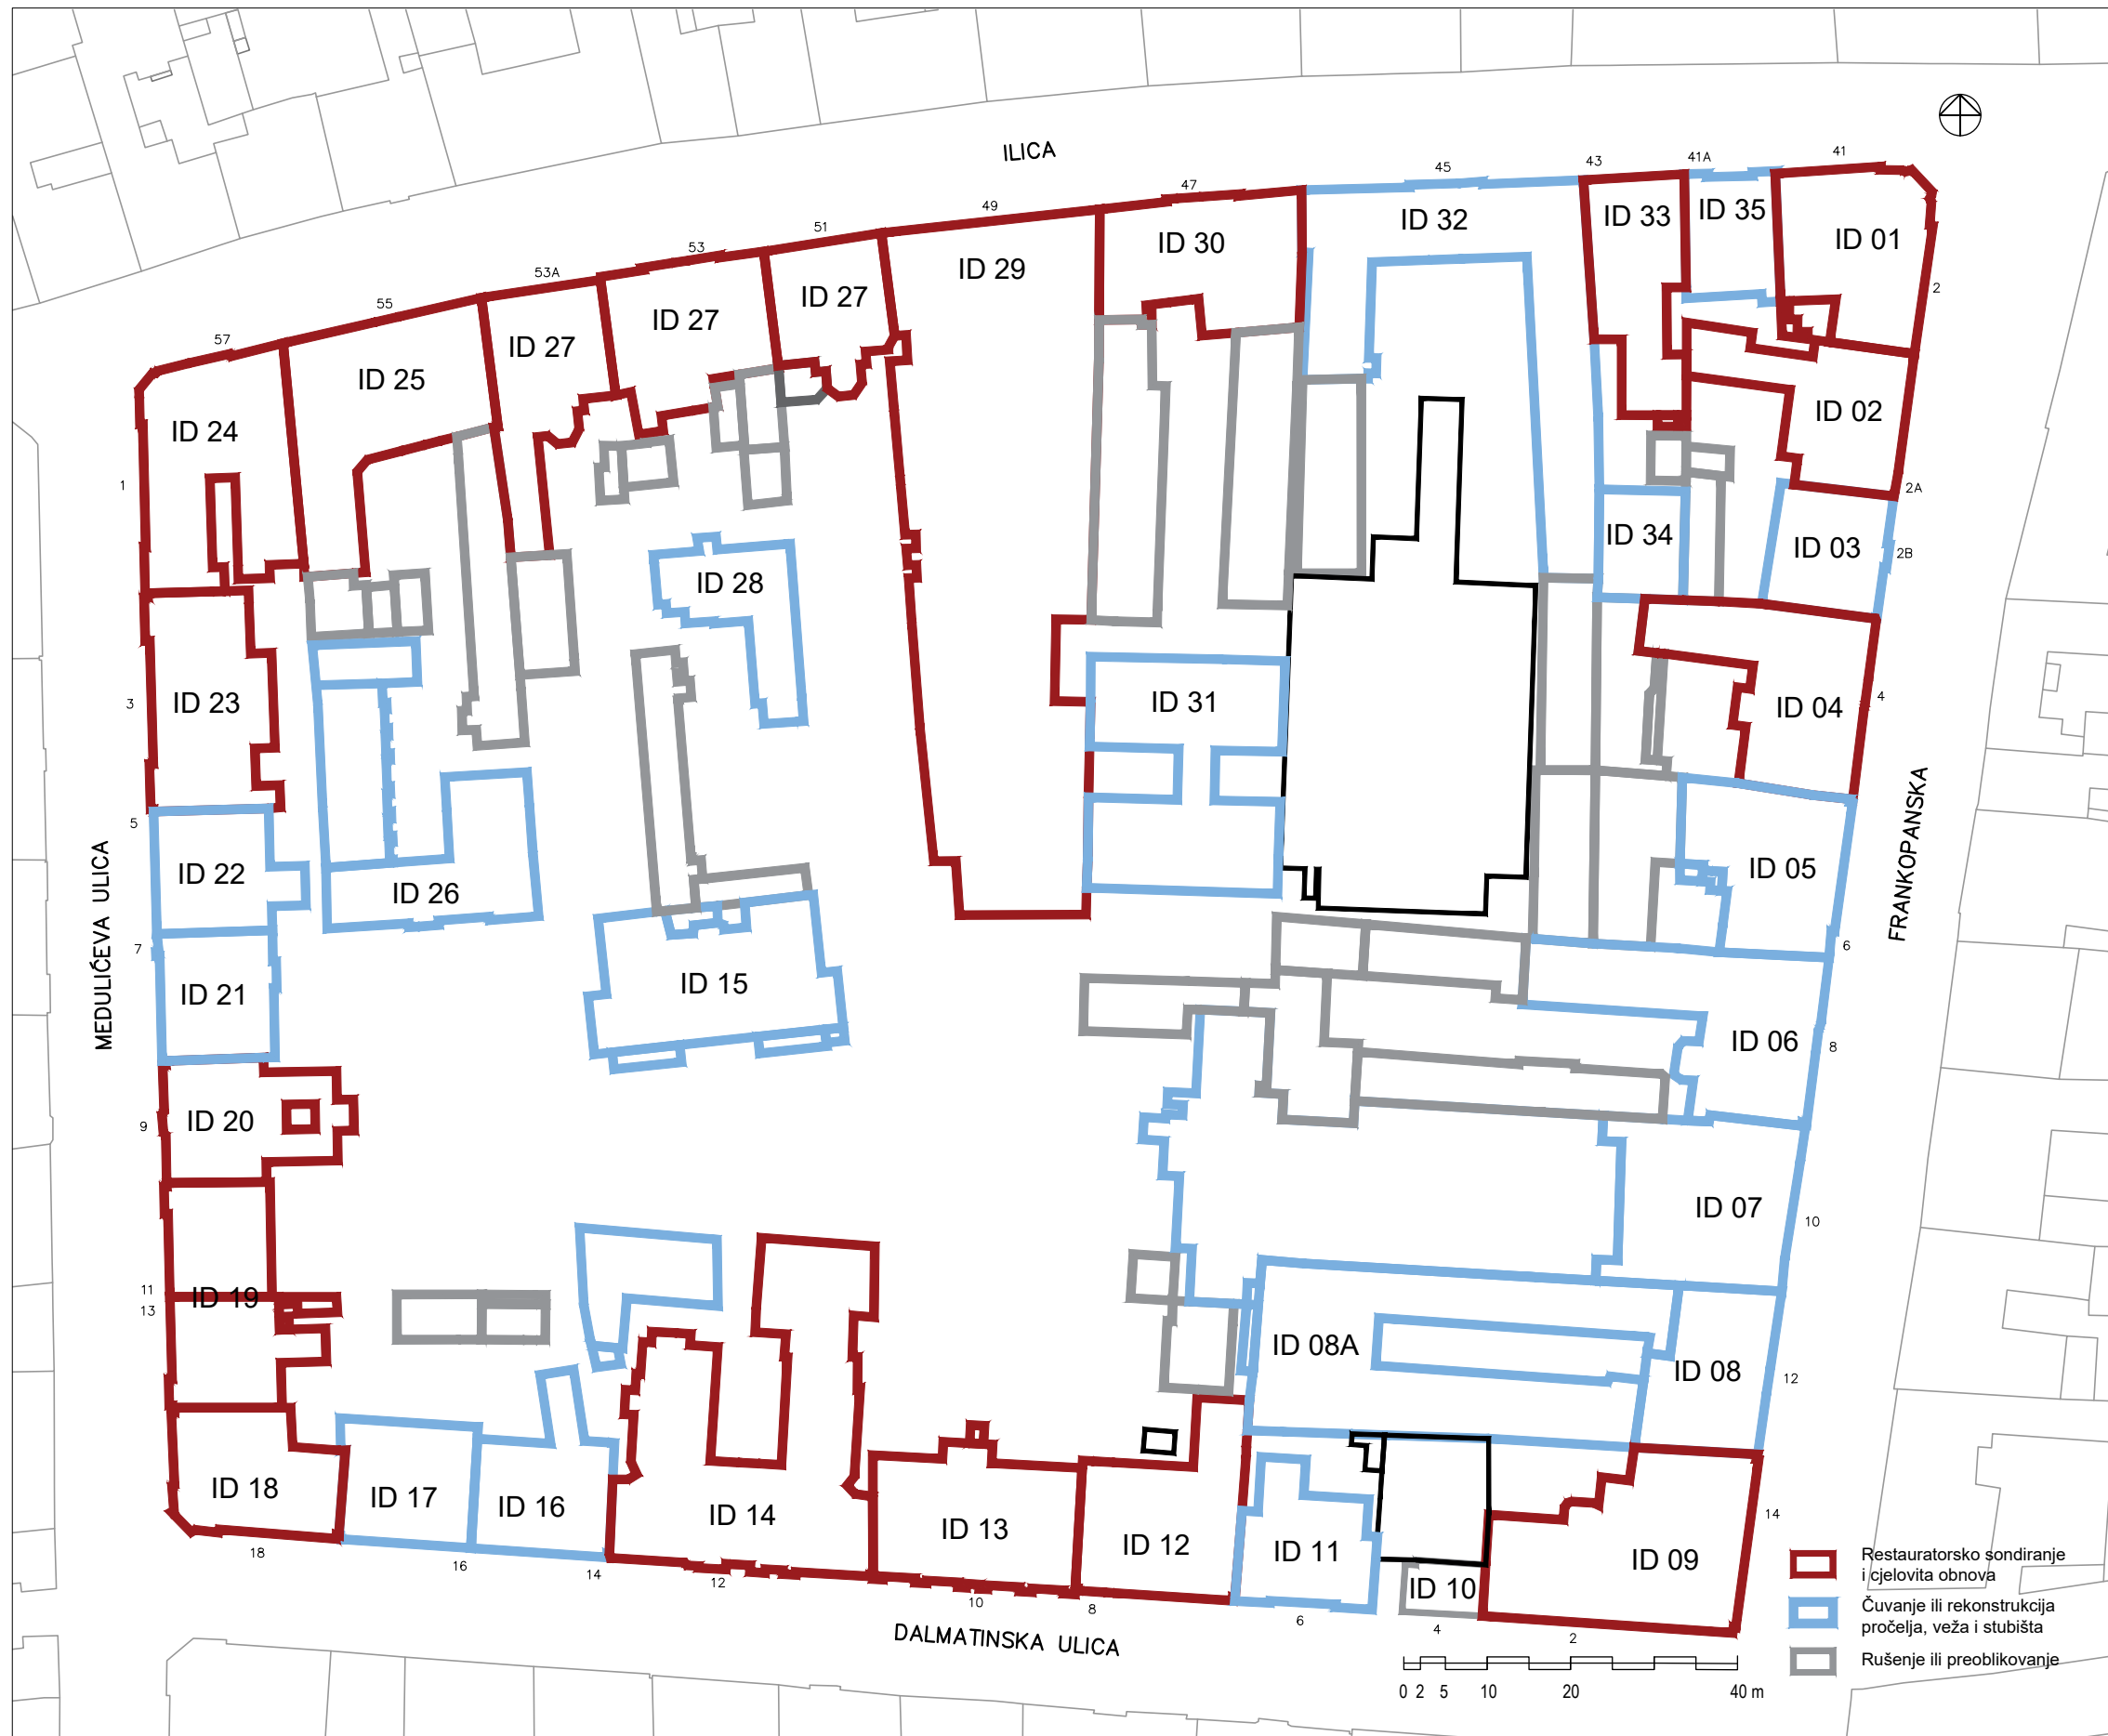 ILICA
41
41A
43
45
47
49
51
53
53A
55
57
ID 33
ID 35
ID 32
ID 01
ID 30
ID 29
ID 27
ID 27
ID 27
ID 25
ID 24
2
ID 02
1
2A
ID 34
ID 03
2B
ID 28
ID 23
3
ID 31
ID 04
4
5
ID 22
ID 26
ID 05
FRANKOPANSKA
MEDULIĆEVA ULICA
7
6
ID 21
ID 15
ID 06
8
ID 20
9
ID 07
10
11
13
ID 19
ID 08A
ID 08
12
ID 18
ID 17
ID 16
ID 14
ID 13
ID 12
ID 11
ID 10
ID 09
14
18
16
14
12
10
8
6
4
2
DALMATINSKA ULICA
Restauratorsko sondiranje
i cjelovita obnova
Čuvanje ili rekonstrukcija
pročelja, veža i stubišta
Rušenje ili preoblikovanje
0 2 5 10 20 40 m